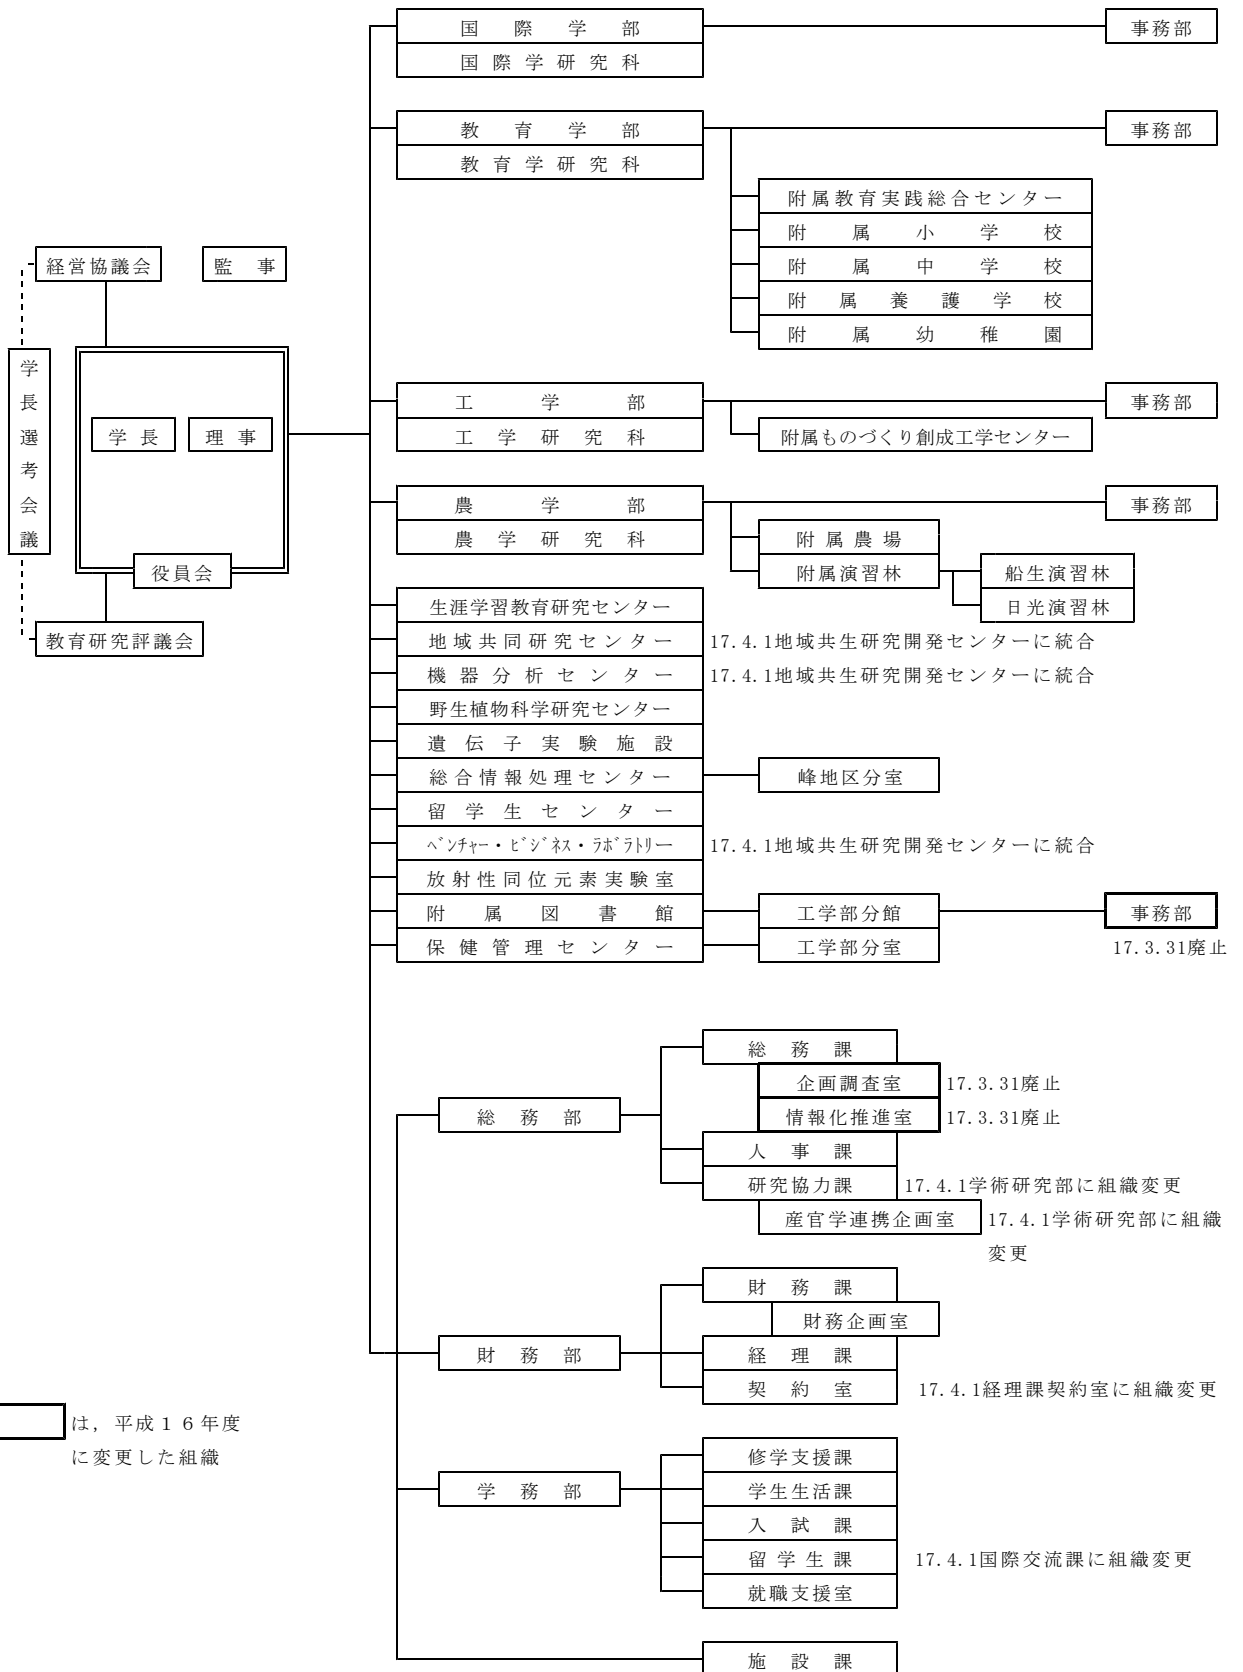 国際学部
事務部
国際学研究科
教育学部
事務部
教育学研究科
附属教育実践総合センター
附属小学校
附属中学校
附属養護学校
附属幼稚園
経営協議会
監事
学長選考会議
学長
理事
役員会
教育研究評議会
工学部
事務部
工学研究科
附属ものづくり創成工学センター
農学部
事務部
農学研究科
附属農場
附属演習林
船生演習林
日光演習林
生涯学習教育研究センター
地域共同研究センター 17.4.1地域共生研究開発センターに統合
機器分析センター 17.4.1地域共生研究開発センターに統合
野生植物科学研究センター
遺伝子実験施設
総合情報処理センター
峰地区分室
留学生センター
ベンチャー・ビジネス・ラボラトリー 17.4.1地域共生研究開発センターに統合
放射性同位元素実験室
附属図書館
工学部分館
事務部
保健管理センター
工学部分室
17.3.31廃止
総務部
総務課
企画調査室 17.3.31廃止
情報化推進室 17.3.31廃止
人事課
研究協力課 17.4.1学術研究部に組織変更
産官学連携企画室 17.4.1学術研究部に組織
変更
財務部
財務課
財務企画室
経理課
契約室 17.4.1経理課契約室に組織変更
は，平成１６年度
に変更した組織
学務部
修学支援課
学生生活課
入試課
留学生課 17.4.1国際交流課に組織変更
就職支援室
施設課